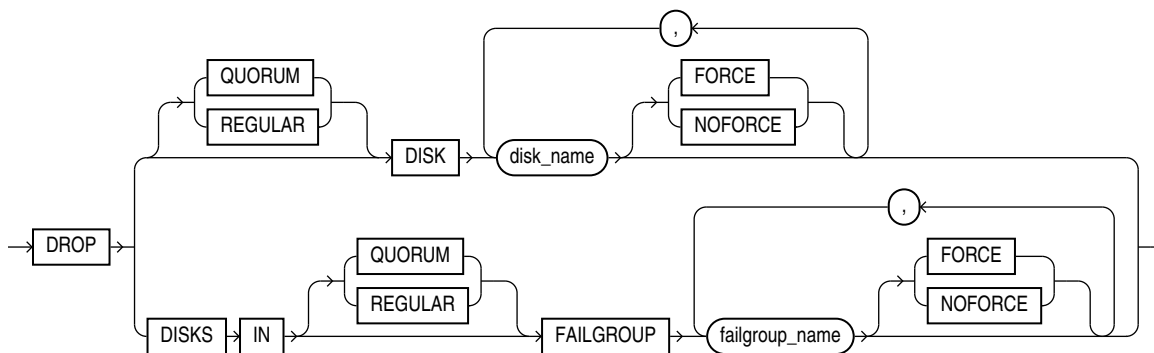 ,
QUORUM FORCE
REGULAR NOFORCE
DISK disk_name
,
DROP
QUORUM FORCE
REGULAR NOFORCE
DISKS IN FAILGROUP failgroup_name